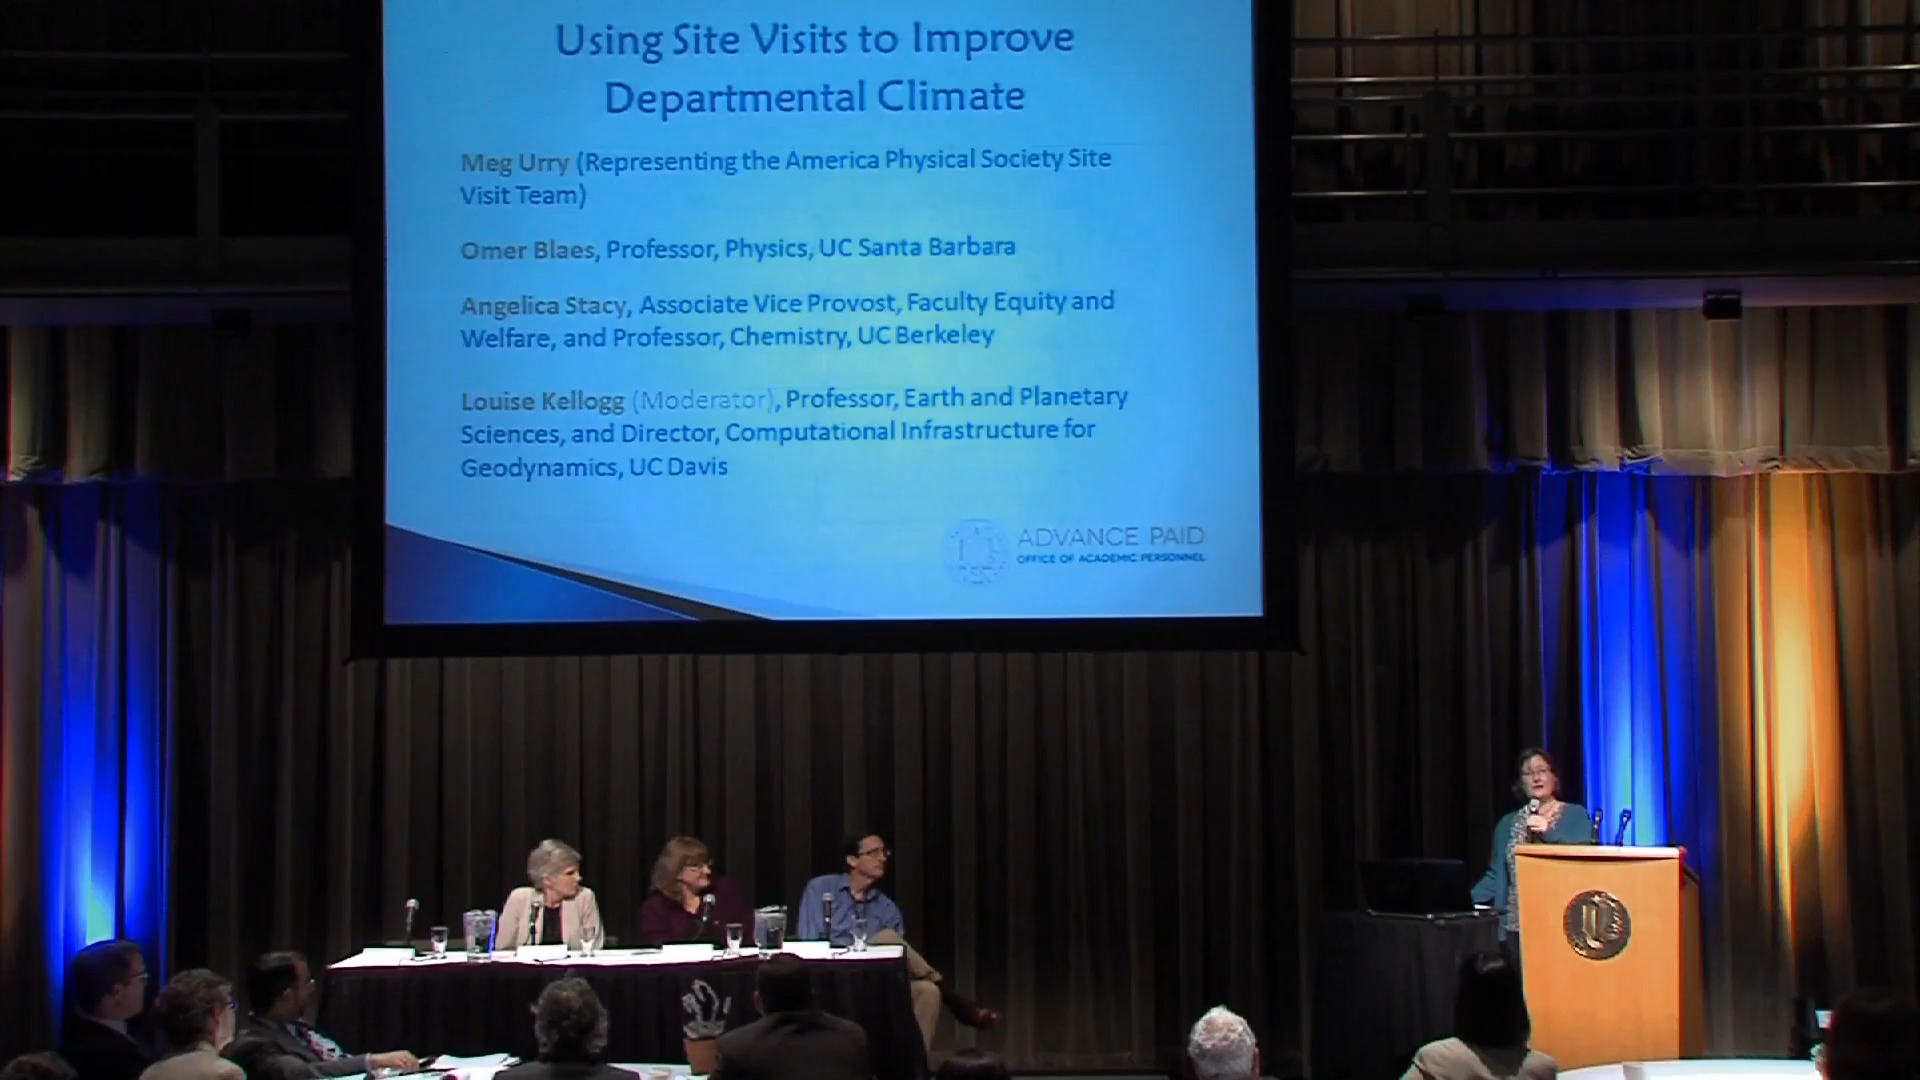 Using Site Visits to Improve
Departmental Climate
Meg Urry (Representing the America Physical Society Site
Visit Team)
Omer Blaes, Professor, Physics, UC Santa Barbara
Angelica Stacy, Associate Vice Provost, Faculty Equity and
Welfare, and Professor, Chemistry, UC Berkeley
Louise Kellogg (Moderator), Professor, Earth and Planetary
Sciences, and Director, Computational Infrastructure for
Geodynamics, UC Davis
ADVANCE PAID
OFFICE OF ACADEMIC PERSONNEL